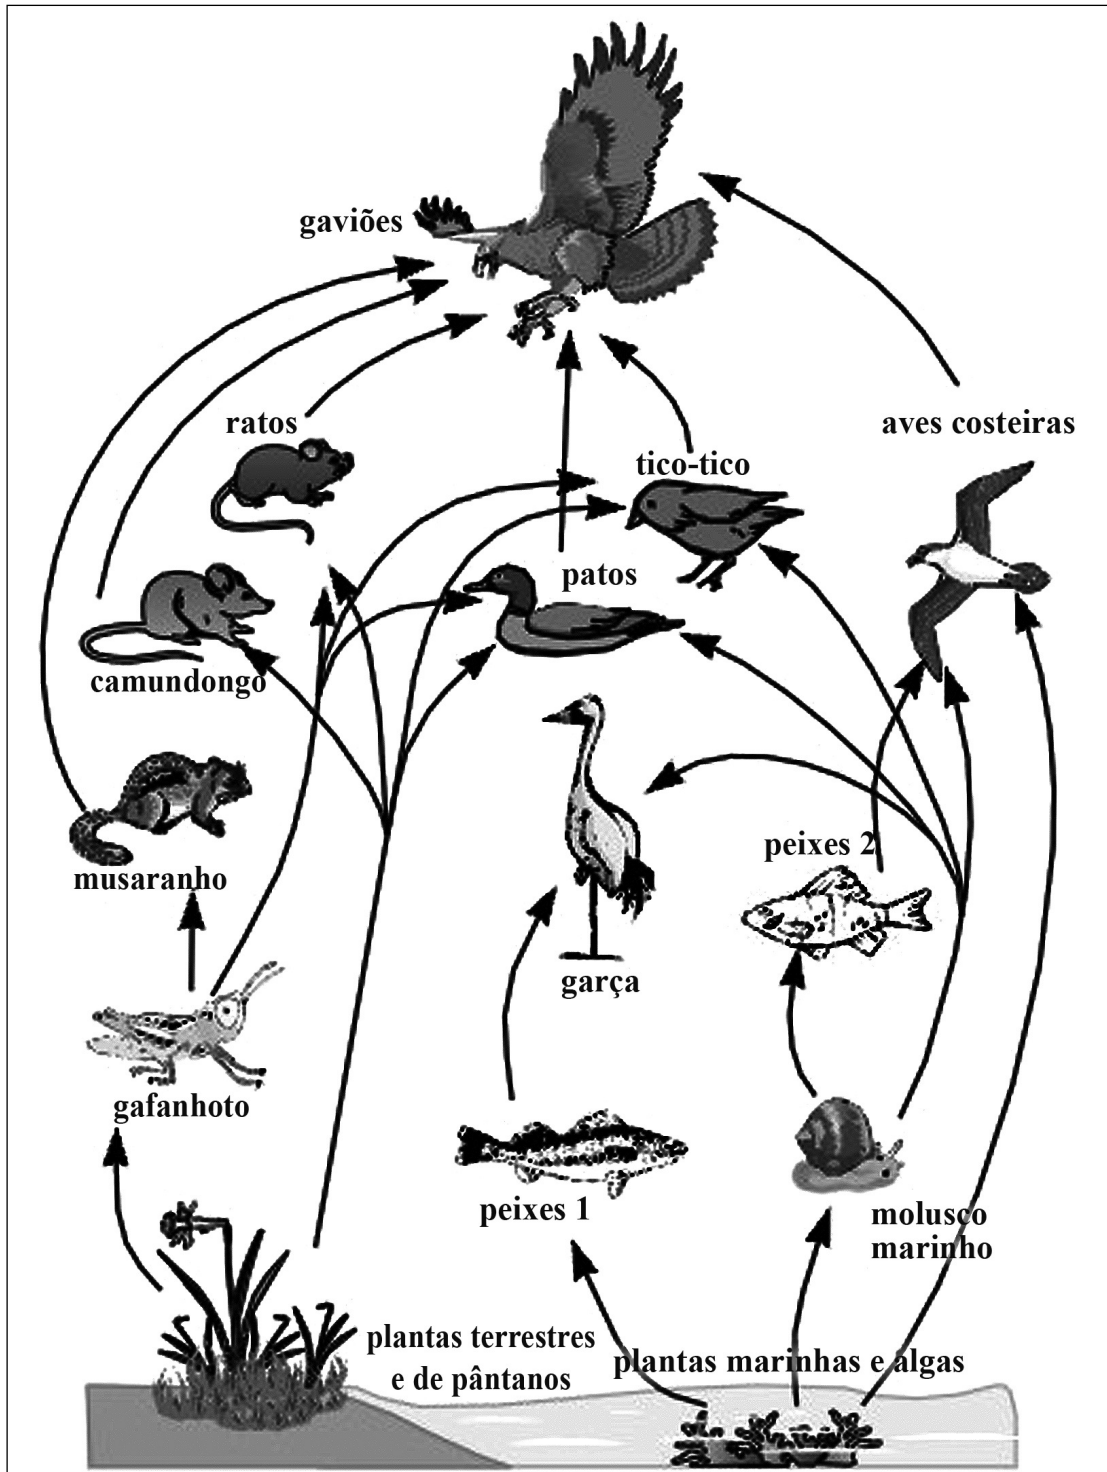 gaviões
ratos
aves costeiras
tico-tico
patos
camundongo
peixes 2
musaranho
garça
gafanhoto
peixes 1
molusco
marinho
plantas terrestres
e de pântanos
plantas marinhas e algas